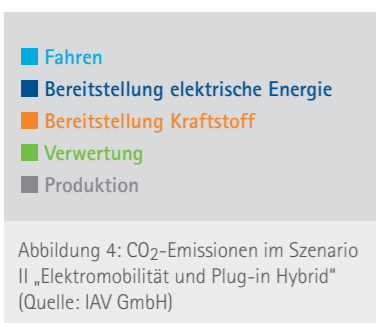 Fahren
Bereitstellung elektrische Energie
Bereitstellung Kraftstoff
Verwertung
Produktion
Abbildung 4: CO2-Emissionen im Szenario
II „Elektromobilität und Plug-in Hybrid“
(Quelle: IAV GmbH)